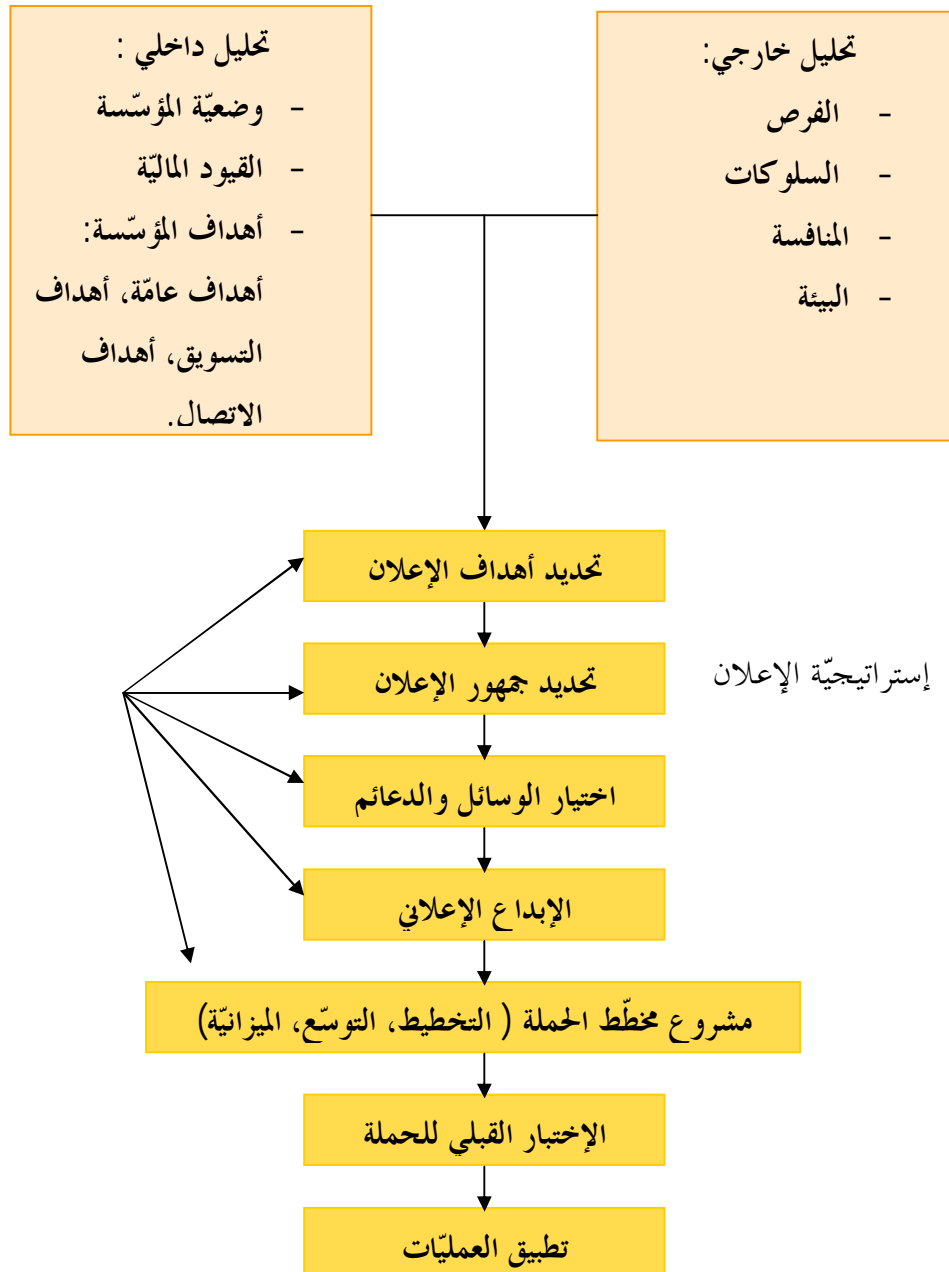 تحليل خارجي:
- الفرص
- السلوكات
- المنافسة
- البيئة
تحليل داخلي :
- وضعيّة المؤسّسة
- القيود الماليّة
- أهداف المؤسّسة:
أهداف عامّة، أهداف
التسويق، أهداف
الاتصال.
تحديد أهداف الإعلان
إستراتيجيّة الإعلان
تحديد جمهور الإعلان
اختيار الوسائل والدعائم
الإبداع الإعلاني
مشروع مخطّط الحملة ( التخطيط، التوسّع، الميزانيّة)
الإختبار القبلي للحملة
تطبيق العمليّات